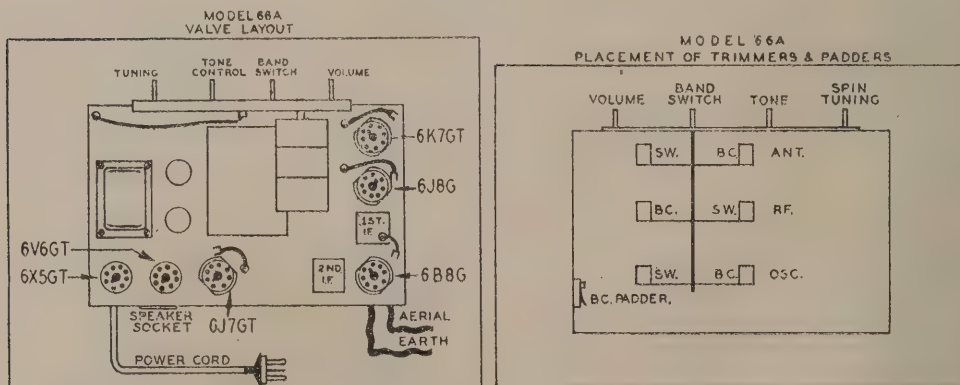 MODEL 66A
VALVE LAYOUT
TUNING
TONE
CONTROL
BAND
SWITCH
VOLUME
6K7GT
6J8G
1ST.
I.F.
6V6GT
6X5GT
2ND
I.F.
6B8G
SPEAKER
SOCKET
6J7GT
AERIAL
EARTH
POWER CORD
MODEL 66A
PLACEMENT OF TRIMMERS & PADDERS
VOLUME
BAND
SWITCH
TONE
SPIN
TUNING
SW. BC. ANT.
BC. SW. RF.
SW. BC. OSC.
B.C. PADDER.